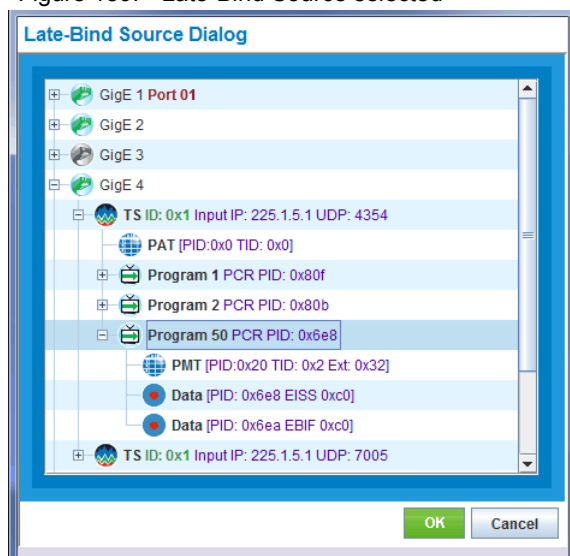 Late-Bind Source Dialog
GigE 1 Port 01
GigE 2
GigE 3
GigE 4
TS ID: 0x1 Input IP: 225.1.5.1 UDP: 4354
PAT [PID:0x0 TID: 0x0]
Program 1 PCR PID: 0x80f
Program 2 PCR PID: 0x80b
Program 50 PCR PID: 0x6e8
PMT [PID:0x20 TID: 0x2 Ext: 0x32]
Data [PID: 0x6e8 EISS 0xc0]
Data [PID: 0x6ea EBIF 0xc0]
TS ID: 0x1 Input IP: 225.1.5.1 UDP: 7005
OK Cancel